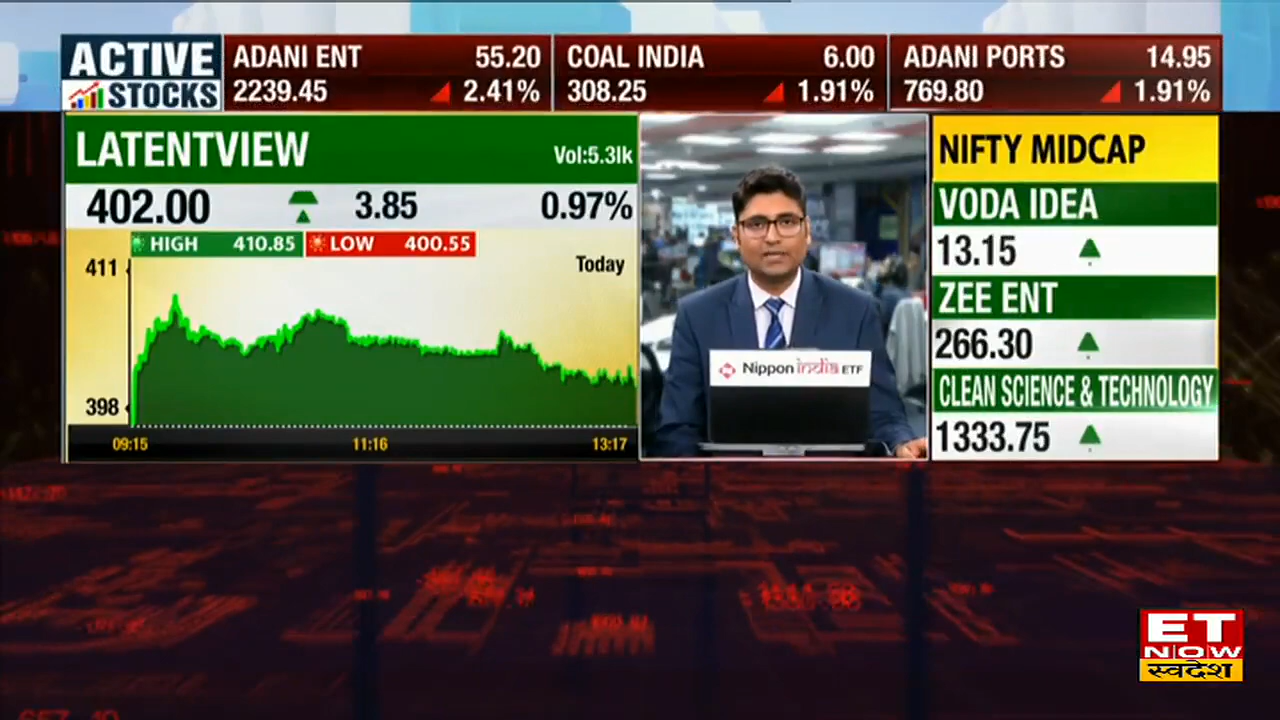 ACTIVE
STOCKS
ADANI ENT 55.20
2239.45 2.41%
COAL INDIA 6.00
308.25 1.91%
ADANI PORTS 14.95
769.80 1.91%
LATENTVIEW Vol:5.3lk
402.00 3.85 0.97%
HIGH 410.85 LOW 400.55
Today
411
398
09:15 11:16 13:17
Nippon india ETF
NIFTY MIDCAP
VODA IDEA
13.15
ZEE ENT
266.30
CLEAN SCIENCE & TECHNOLOGY
1333.75
ET
NOW
स्वदेश